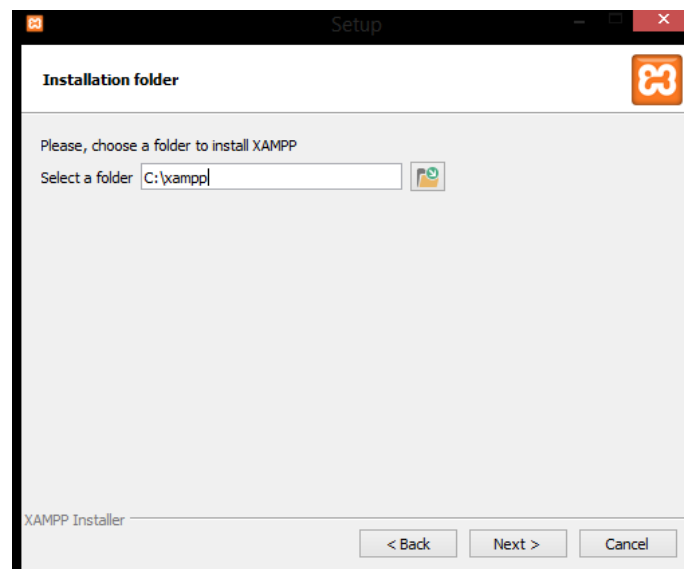 Setup
Installation folder
Please, choose a folder to install XAMPP
Select a folder C:\xampp
XAMPP Installer
< Back Next > Cancel